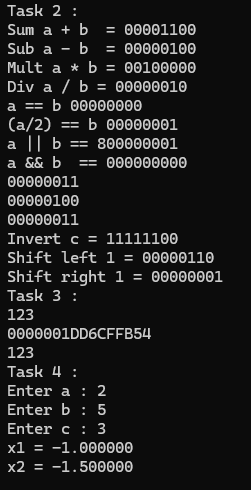 Task 2 :
Sum a + b  = 00001100
Sub a - b  = 00000100
Mult a * b = 00100000
Div a / b = 00000010
a == b 00000000
(a/2) == b 00000001
a || b == 800000001
a && b  == 000000000
00000011
00000100
00000011
Invert c = 11111100
Shift left 1 = 00000110
Shift right 1 = 00000001
Task 3 :
123
0000001DD6CFFB54
123
Task 4 :
Enter a : 2
Enter b : 5
Enter c : 3
x1 = -1.000000
x2 = -1.500000